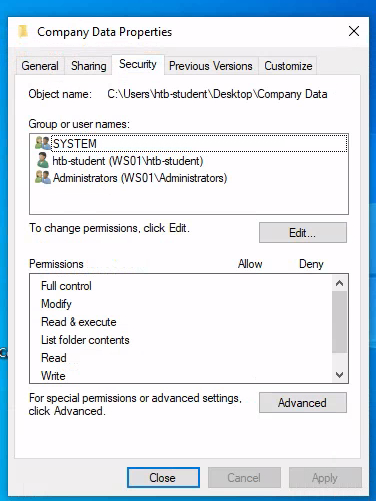 Company Data Properties
General Sharing Security Previous Versions Customize
Object name: C:\Users\htb-student\Desktop\Company Data
Group or user names:
SYSTEM
htb-student (WS01\htb-student)
Administrators (WS01\Administrators)
To change permissions, click Edit.
Edit...
Permissions Allow Deny
Full control
Modify
Read & execute
List folder contents
Read
Write
For special permissions or advanced settings,
click Advanced.
Advanced
Close Cancel Apply